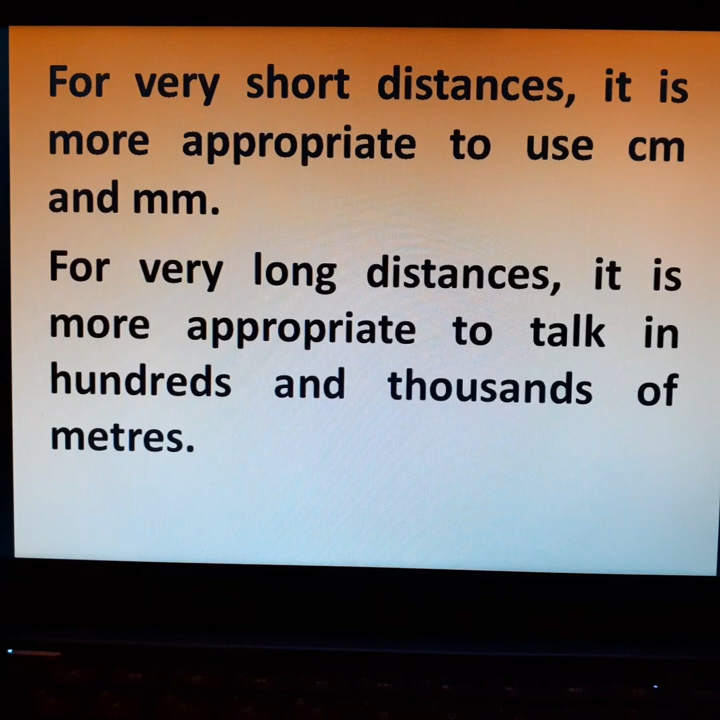 For very short distances, it is
more appropriate to use cm
and mm.
For very long distances, it is
more appropriate to talk in
hundreds and thousands of
metres.